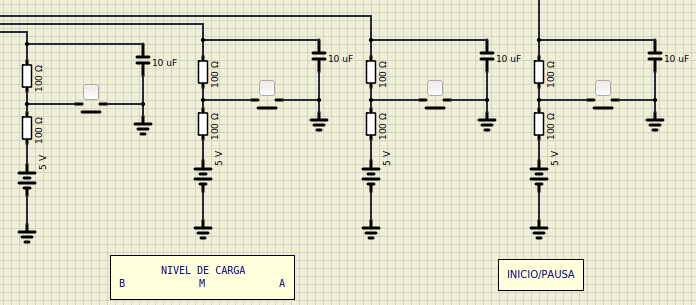 10 uF
100 Ω
100 Ω
5 V
10 uF
100 Ω
100 Ω
5 V
10 uF
100 Ω
100 Ω
5 V
10 uF
100 Ω
100 Ω
5 V
NIVEL DE CARGA
B M A
INICIO/PAUSA